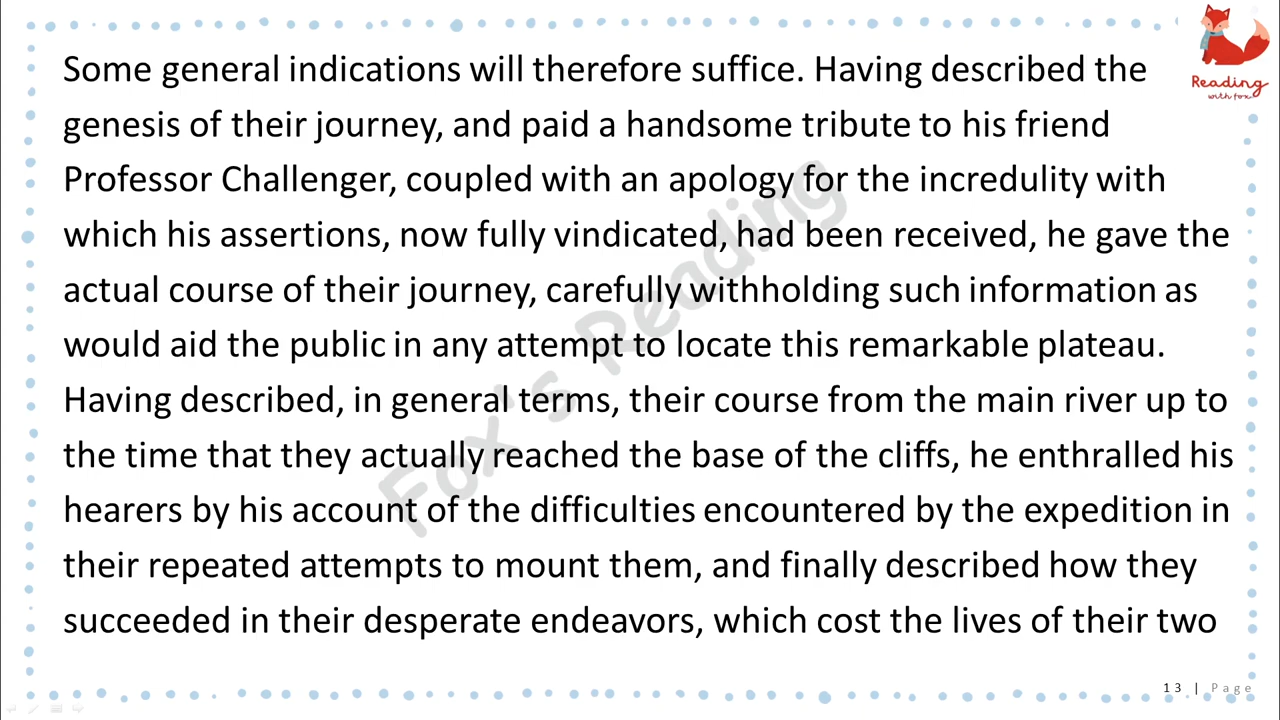 Some general indications will therefore suffice. Having described the
genesis of their journey, and paid a handsome tribute to his friend
Professor Challenger, coupled with an apology for the incredulity with
which his assertions, now fully vindicated, had been received, he gave the
actual course of their journey, carefully withholding such information as
would aid the public in any attempt to locate this remarkable plateau.
Having described, in general terms, their course from the main river up to
the time that they actually reached the base of the cliffs, he enthralled his
hearers by his account of the difficulties encountered by the expedition in
their repeated attempts to mount them, and finally described how they
succeeded in their desperate endeavors, which cost the lives of their two
Reading
with fox
Fox's Reading
13 | Page